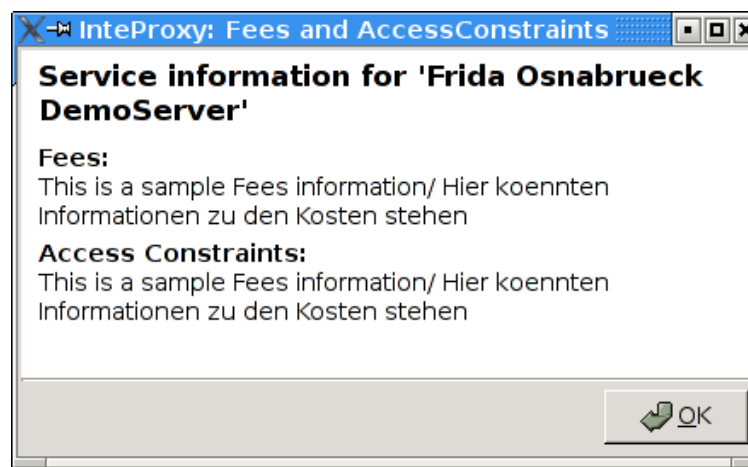 InteProxy: Fees and AccessConstraints
Service information for 'Frida Osnabrueck
DemoServer'
Fees:
This is a sample Fees information/ Hier koennten
Informationen zu den Kosten stehen
Access Constraints:
This is a sample Fees information/ Hier koennten
Informationen zu den Kosten stehen
OK